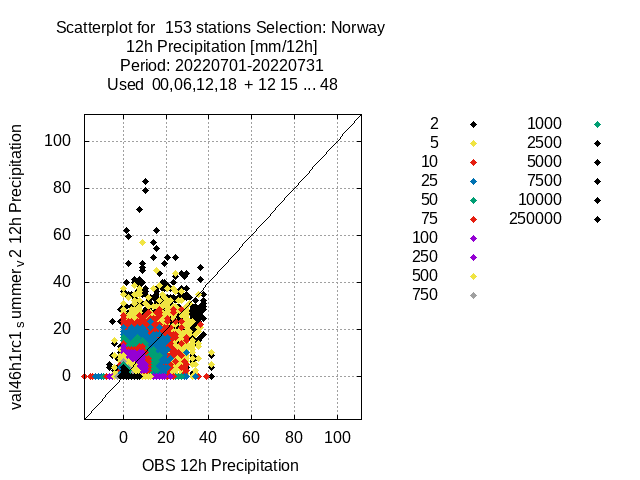 Scatterplot for 153 stations Selection: Norway
12h Precipitation [mm/12h]
Period: 20220701-20220731
Used 00,06,12,18 + 12 15 ... 48
val46h1rc1 s ummer v 2 12h Precipitation
100
80
60
40
20
0
0 20 40 60 80 100
OBS 12h Precipitation
2 1000
5 2500
10 5000
25 7500
50 10000
75 250000
100
250
500
750